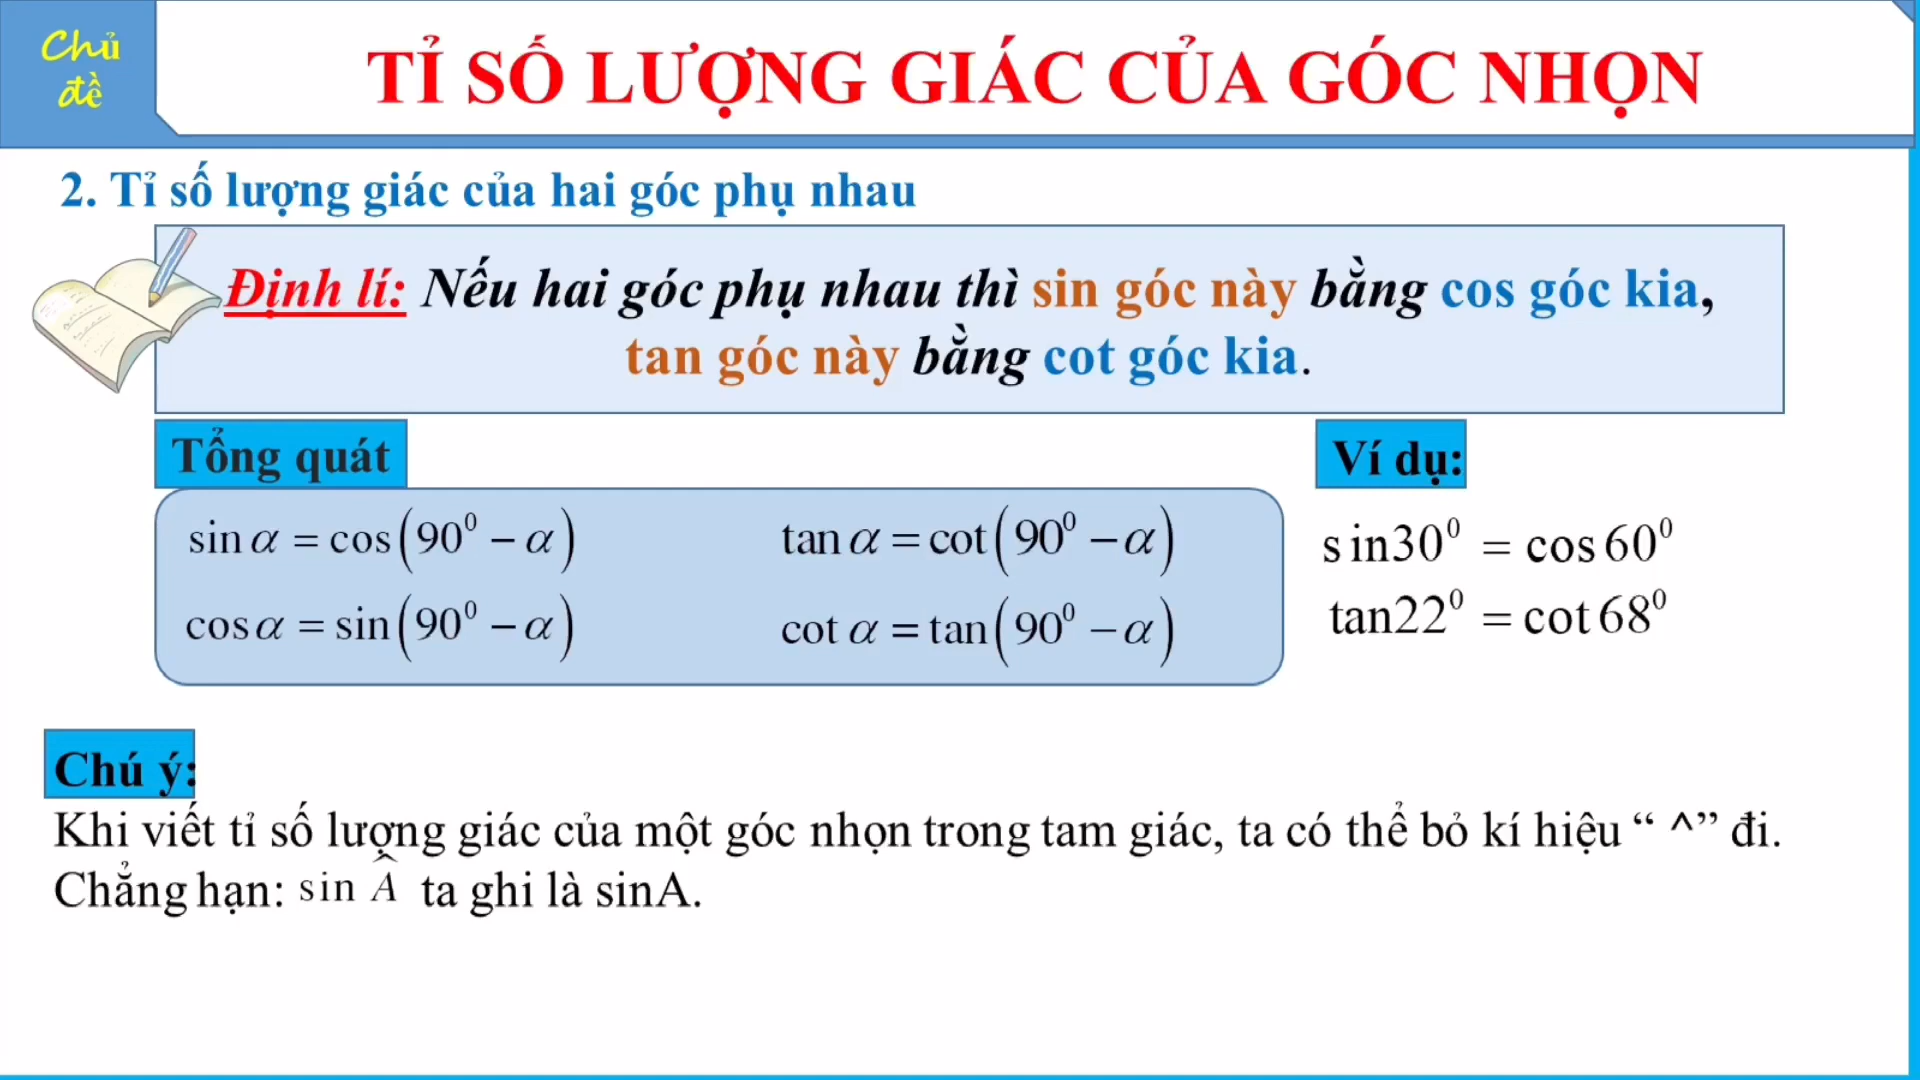 Chủ
đề
TỈ SỐ LƯỢNG GIÁC CỦA GÓC NHỌN
2. Tỉ số lượng giác của hai góc phụ nhau
Định lí: Nếu hai góc phụ nhau thì sin góc này bằng cos góc kia,
tan góc này bằng cot góc kia.
Tổng quát
Ví dụ:
sin α = cos(90⁰ − α)
tan α = cot(90⁰ − α)
sin30⁰ = cos60⁰
cos α = sin(90⁰ − α)
cot α = tan(90⁰ − α)
tan22⁰ = cot68⁰
Chú ý:
Khi viết tỉ số lượng giác của một góc nhọn trong tam giác, ta có thể bỏ kí hiệu “ ^” đi.
Chẳng hạn: sin Â ta ghi là sinA.